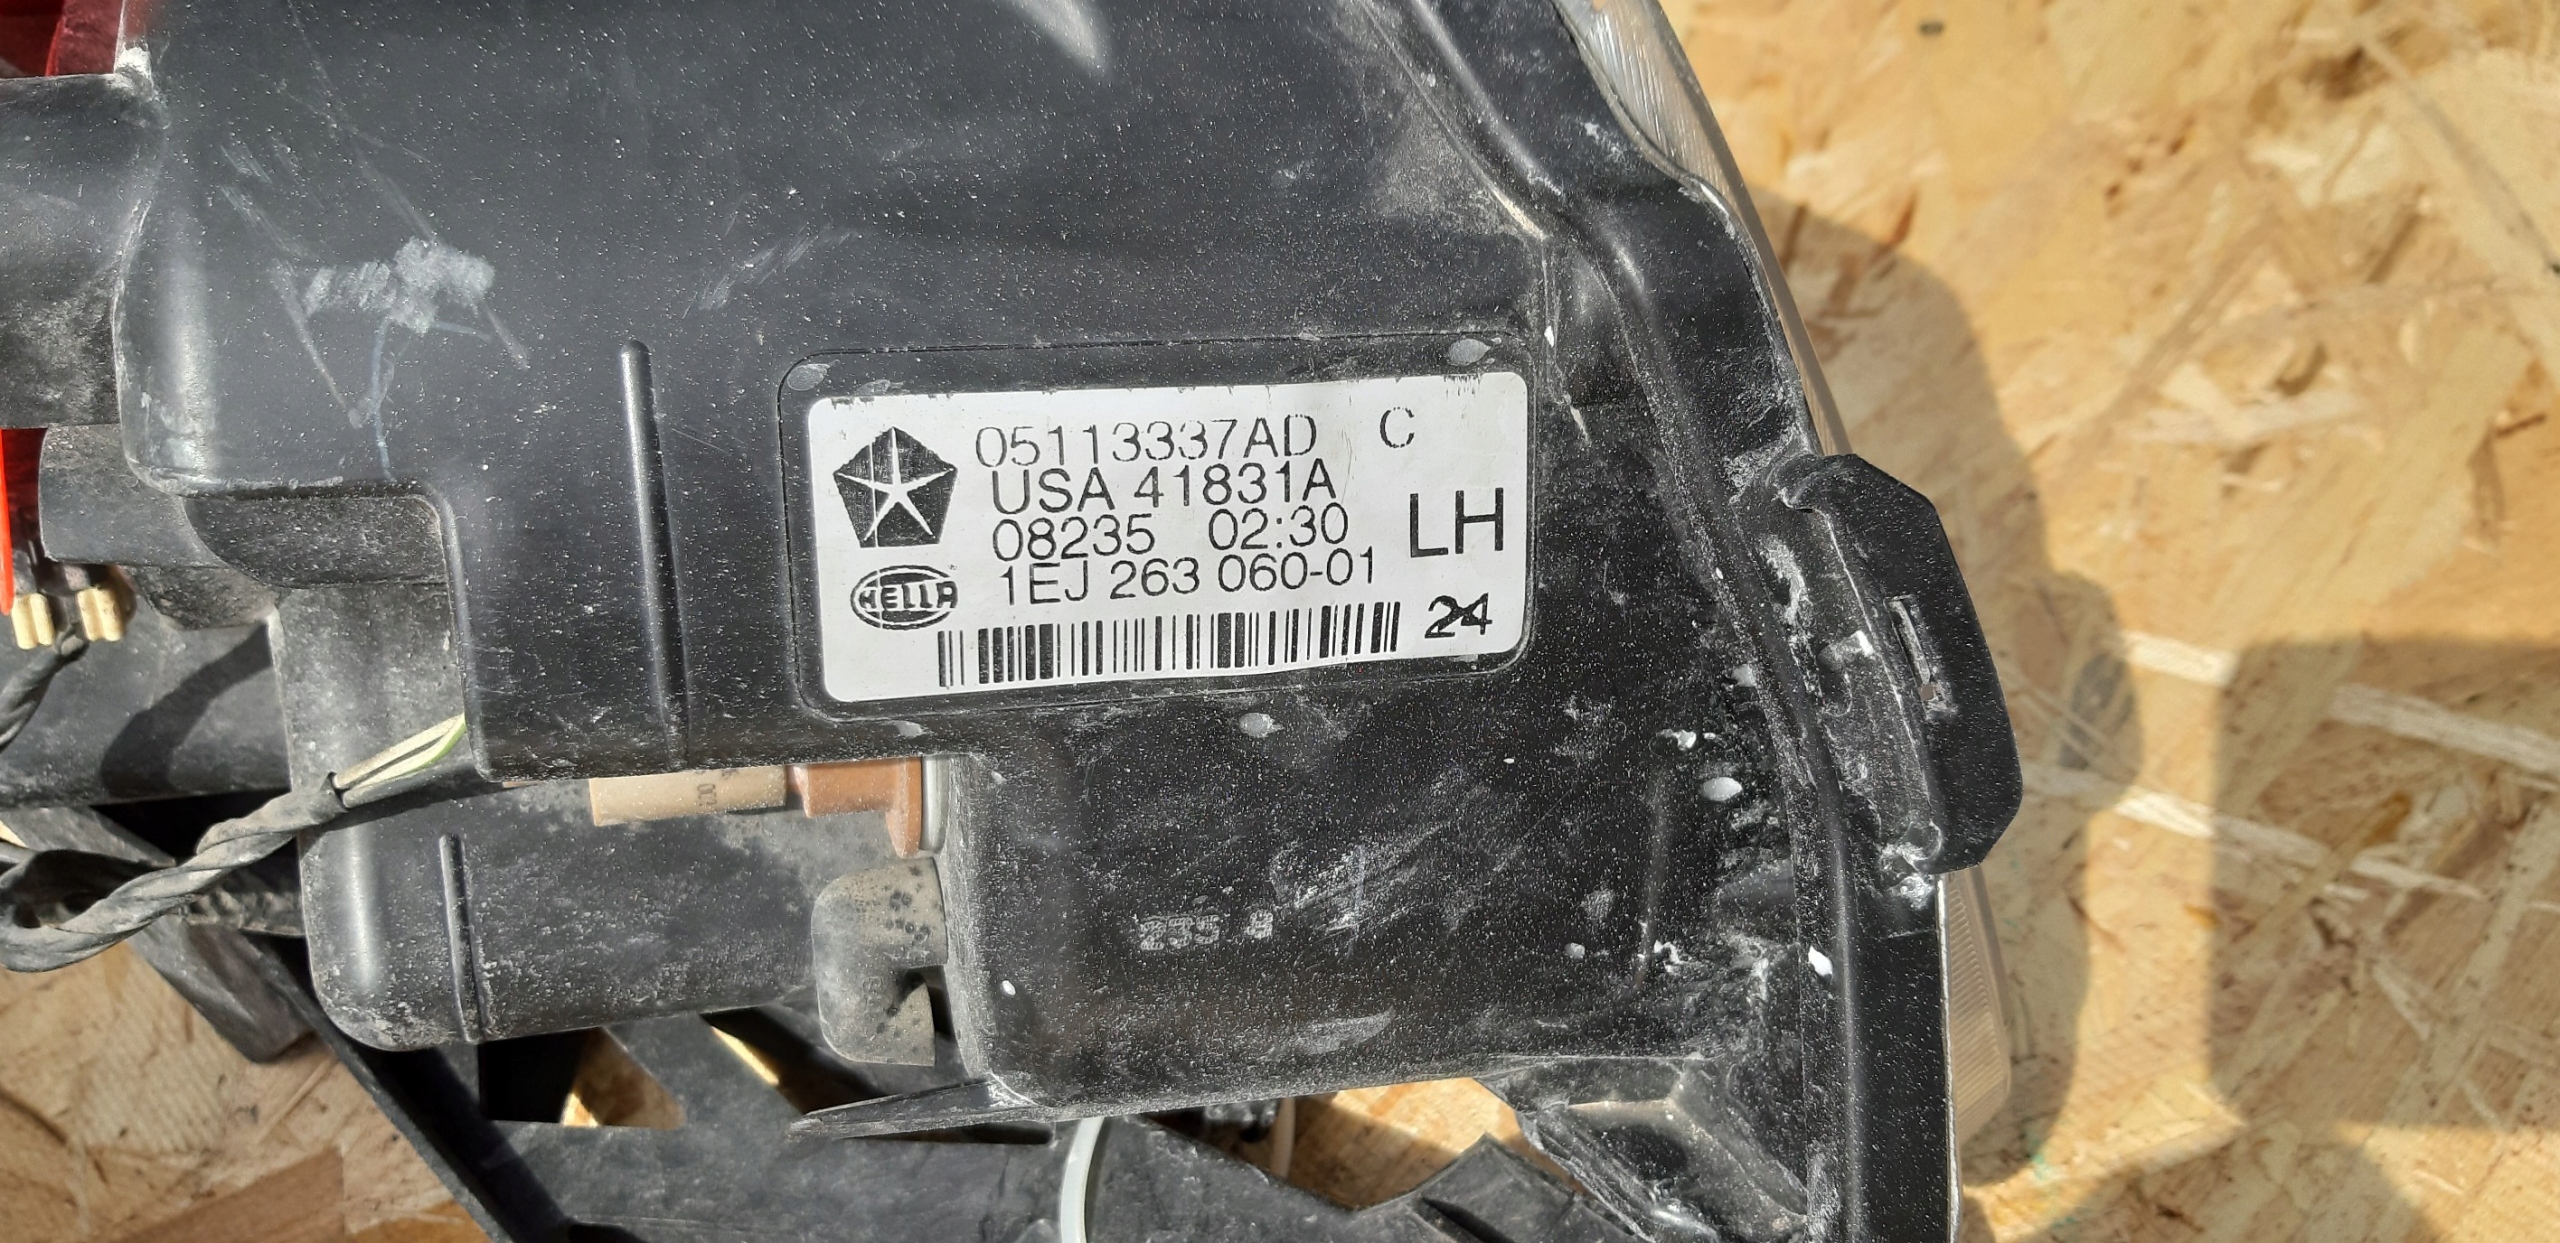 05113337AD C
USA 41831A
08235 02:30
LH
HELLA 1EJ 263 060-01
24